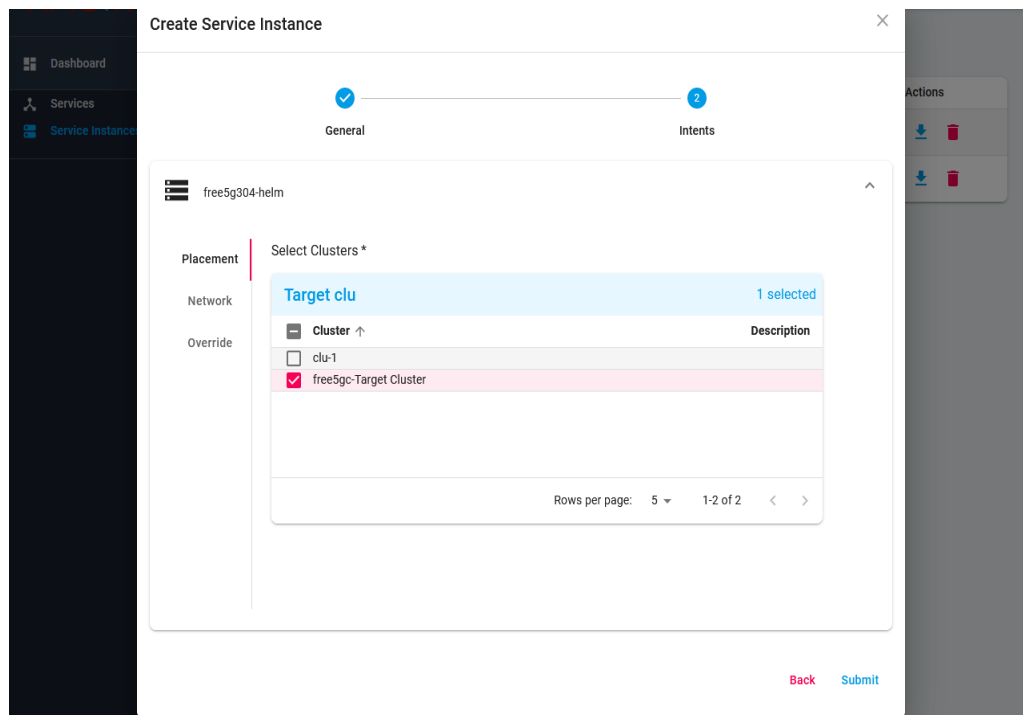 Create Service Instance
Dashboard
Services
Service Instance
Actions
2
General
Intents
free5g304-helm
Placement
Network
Override
Select Clusters *
Target clu
1 selected
Cluster
Description
clu-1
free5gc-Target Cluster
Rows per page: 5 1-2 of 2
Back
Submit